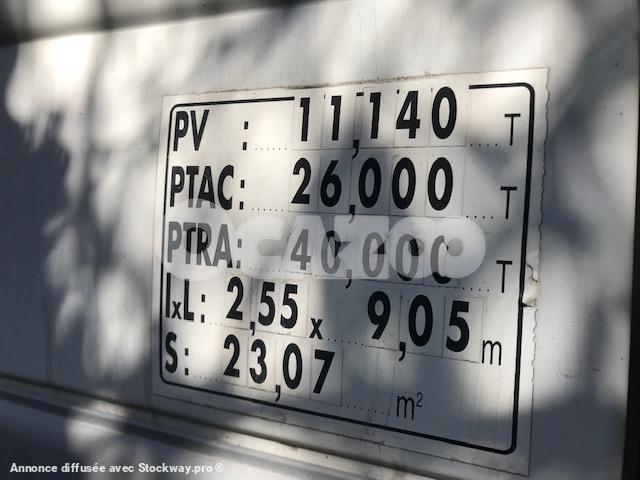 PV : 11,140 T
PTAC: 26,000 T
PTRA: 40,000 T
lxL: 2,55 x 9,05 m
S: 23,07 m²
Annonce diffusée avec Stockway.pro ®